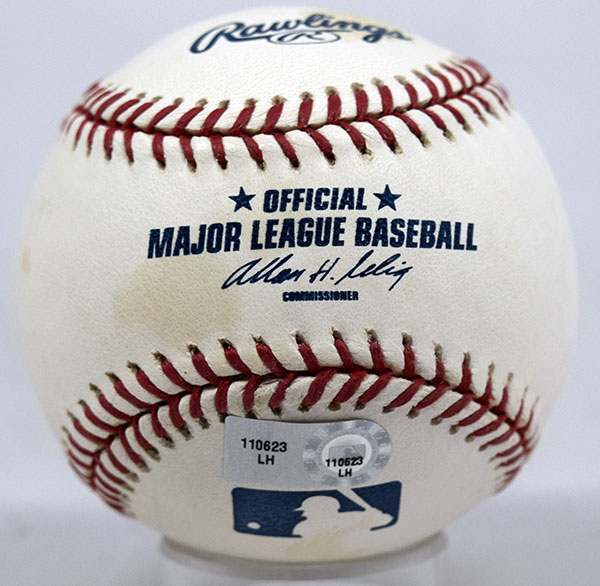 Rawlings
R
OFFICIAL
MAJOR LEAGUE BASEBALL
Allan H. Selig
COMMISSIONER
110623
LH
110623
LH